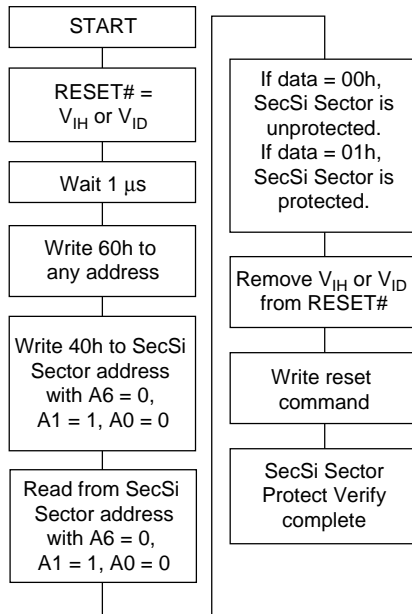 START
RESET# =
V_IH or V_ID
Wait 1 μs
Write 60h to
any address
Write 40h to SecSi
Sector address
with A6 = 0,
A1 = 1, A0 = 0
Read from SecSi
Sector address
with A6 = 0,
A1 = 1, A0 = 0
If data = 00h,
SecSi Sector is
unprotected.
If data = 01h,
SecSi Sector is
protected.
Remove V_IH or V_ID
from RESET#
Write reset
command
SecSi Sector
Protect Verify
complete